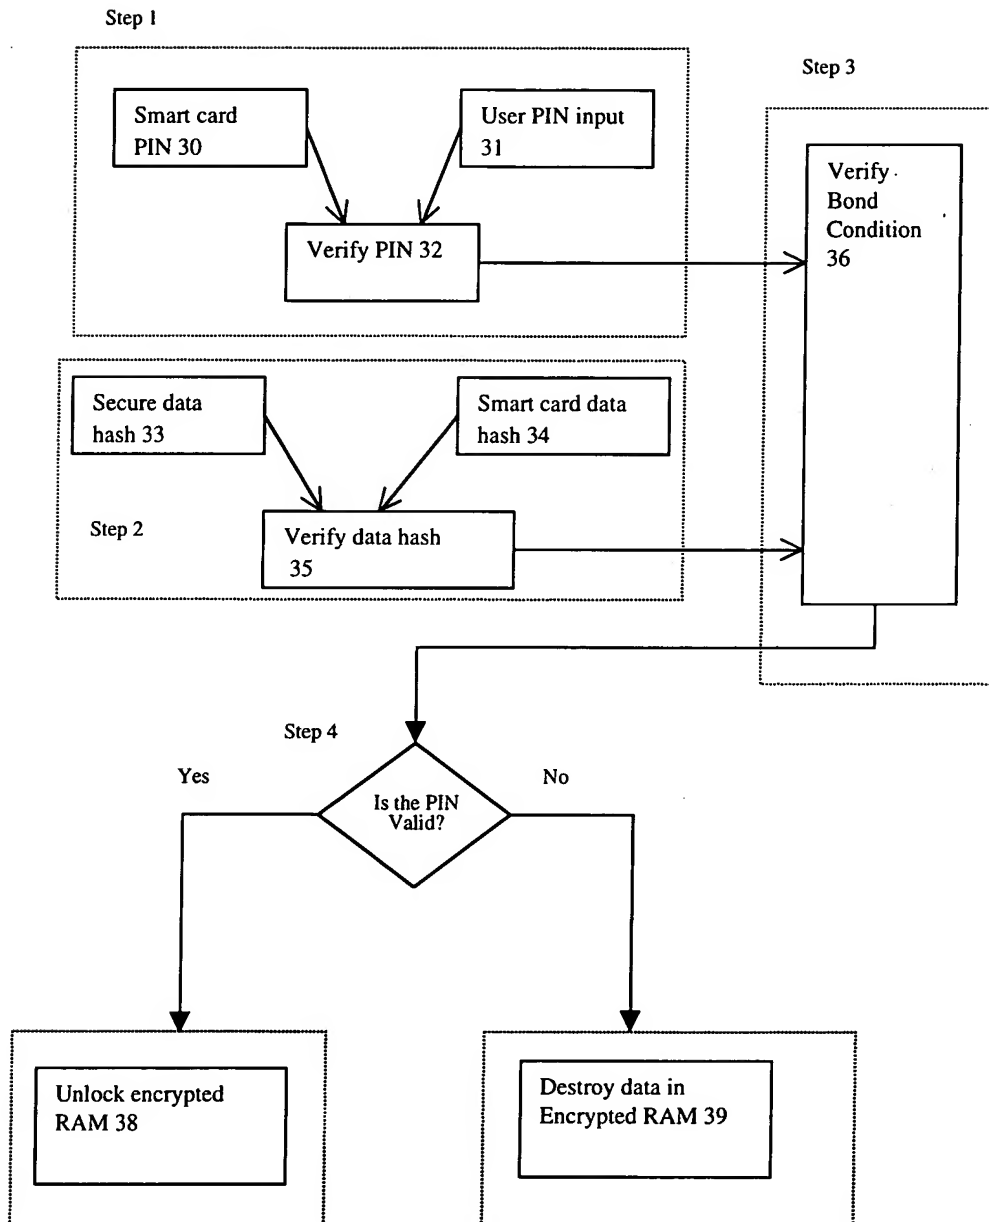 Step 1
Smart card
PIN 30
User PIN input
31
Verify PIN 32
Step 3
Verify
Bond
Condition
36
Secure data
hash 33
Smart card data
hash 34
Step 2
Verify data hash
35
Step 4
Yes
No
Is the PIN
Valid?
Unlock encrypted
RAM 38
Destroy data in
Encrypted RAM 39